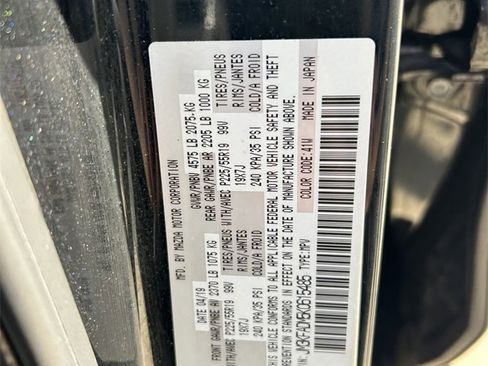 MFD. BY MAZDA MOTOR CORPORATION
DATE 04/19 GVWR/PNBV 4575 LB 2075 KG
FRONT GAWR/PNBE AV 2370 LB 1075 KG REAR GAWR/PNBE AR 2205 LB 1000 KG
WITH/AVEC P225/55R19 99V TIRES/PNEUS WITH/AVEC P225/55R19 99V TIRES/PNEUS
19X7J RIMS/JANTES 19X7J RIMS/JANTES
240 KPA/35 PSI COLD/A FROID 240 KPA/35 PSI COLD/A FROID
THIS VEHICLE CONFORMS TO ALL APPLICABLE FEDERAL MOTOR VEHICLE SAFETY AND THEFT
PREVENTION STANDARDS IN EFFECT ON THE DATE OF MANUFACTURE SHOWN ABOVE.
TYPE:MPV COLOR CODE:41W MADE IN JAPAN